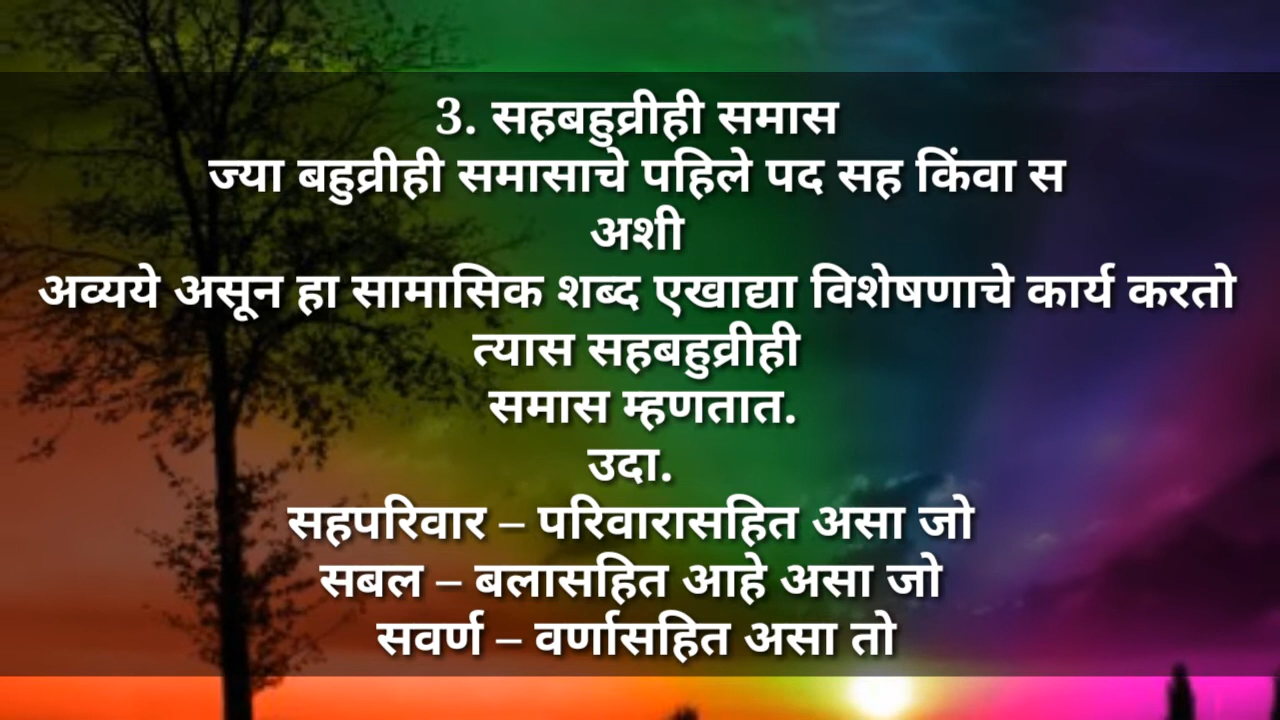 3. सहबहुव्रीही समास
ज्या बहुव्रीही समासाचे पहिले पद सह किंवा स
अशी
अव्यये असून हा सामासिक शब्द एखाद्या विशेषणाचे कार्य करतो
त्यास सहबहुव्रीही
समास म्हणतात.
उदा.
सहपरिवार – परिवारासहित असा जो
सबल – बलासहित आहे असा जो
सवर्ण – वर्णासहित असा तो